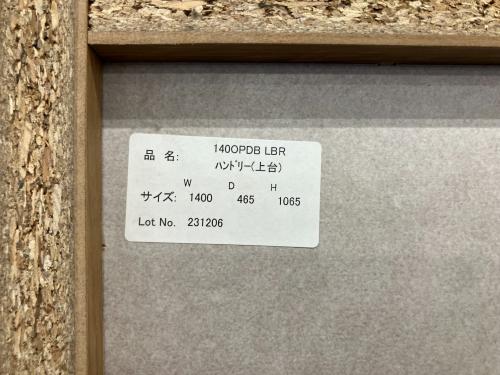 品 名: 140OPDB LBR
ハンドリー(上台)
W D H
サイズ: 1400 465 1065
Lot No. 231206